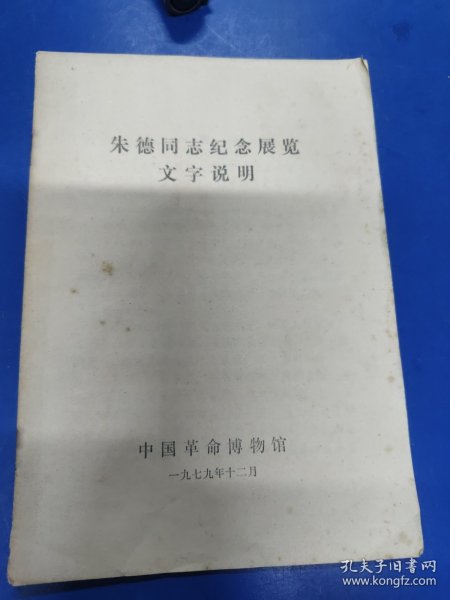 朱德同志纪念展览
文字说明
中国革命博物馆
一九七九年十二月
孔夫子旧书网
www.kongfz.com